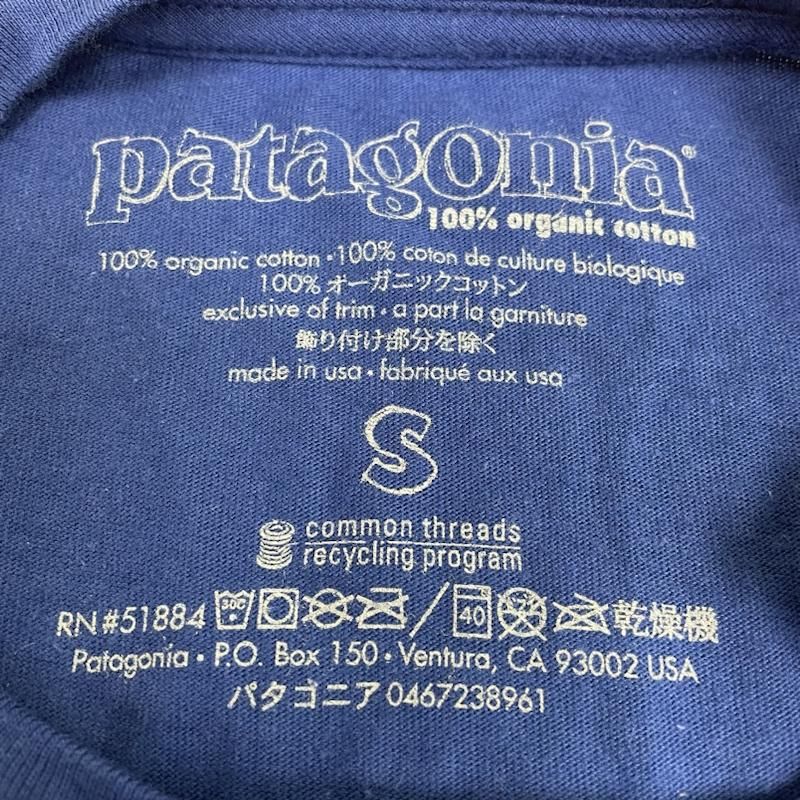 patagonia®
100% organic cotton
100% organic cotton • 100% coton de culture biologique
100% オーガニックコットン
exclusive of trim • a part la garniture
飾り付け部分を除く
made in usa • fabriqué aux usa
S
common threads
recycling program
RN #51884 30C / 40 乾燥機
Patagonia • P.O. Box 150 • Ventura, CA 93002 USA
パタゴニア 0467238961